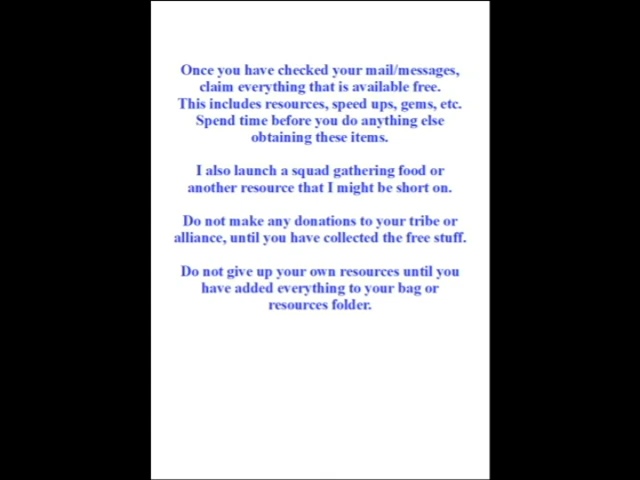 Once you have checked your mail/messages,
claim everything that is available free.
This includes resources, speed ups, gems, etc.
Spend time before you do anything else
obtaining these items.
I also launch a squad gathering food or
another resource that I might be short on.
Do not make any donations to your tribe or
alliance, until you have collected the free stuff.
Do not give up your own resources until you
have added everything to your bag or
resources folder.